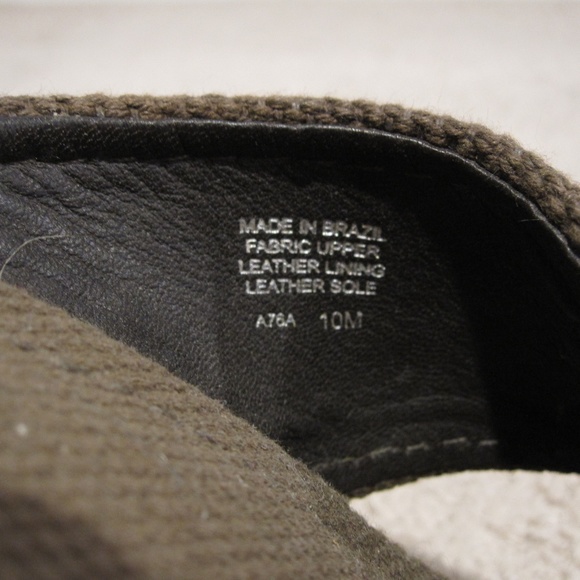 MADE IN BRAZIL
FABRIC UPPER
LEATHER LINING
LEATHER SOLE
A76A 10M